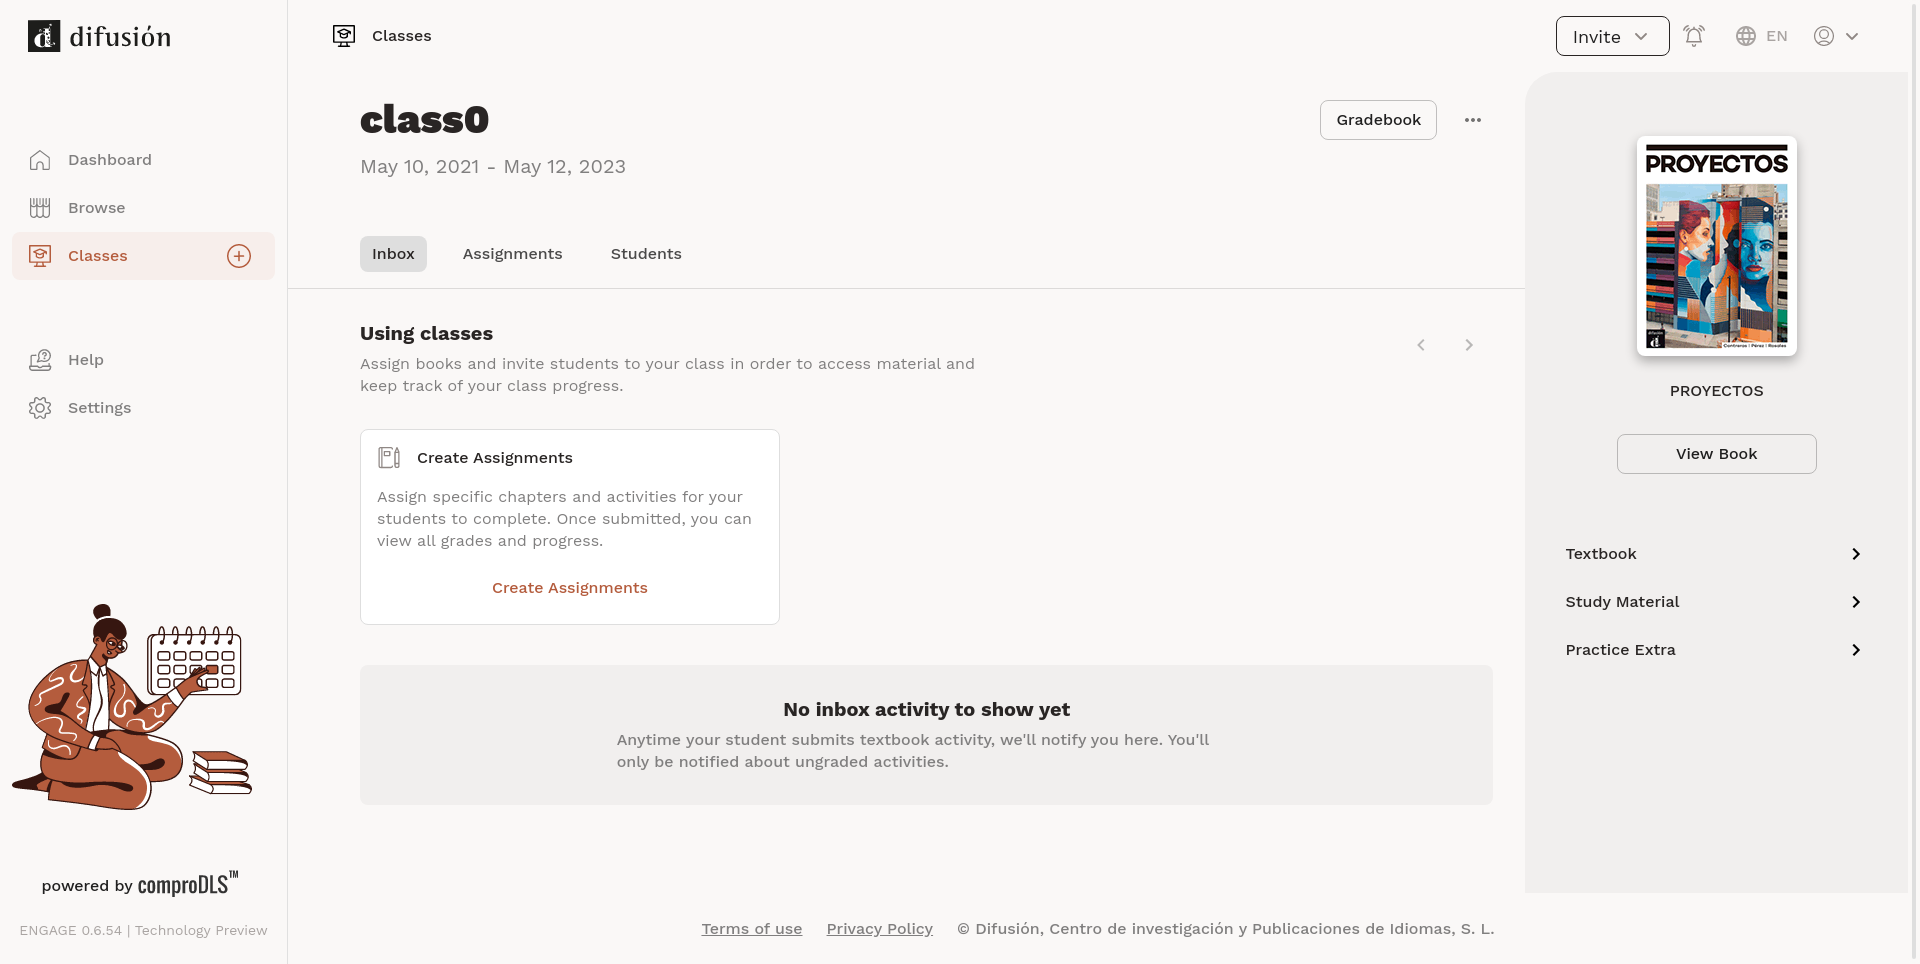 difusión
Classes
Invite
EN
Dashboard
Browse
Classes
Help
Settings
powered by comproDLS™
ENGAGE 0.6.54 | Technology Preview
class0
May 10, 2021 - May 12, 2023
Gradebook
Inbox
Assignments
Students
Using classes
Assign books and invite students to your class in order to access material and
keep track of your class progress.
Create Assignments
Assign specific chapters and activities for your
students to complete. Once submitted, you can
view all grades and progress.
Create Assignments
No inbox activity to show yet
Anytime your student submits textbook activity, we'll notify you here. You'll
only be notified about ungraded activities.
PROYECTOS
difusión
Contreras | Pérez | Rosales
PROYECTOS
View Book
Textbook
Study Material
Practice Extra
Terms of use
Privacy Policy
© Difusión, Centro de investigación y Publicaciones de Idiomas, S. L.